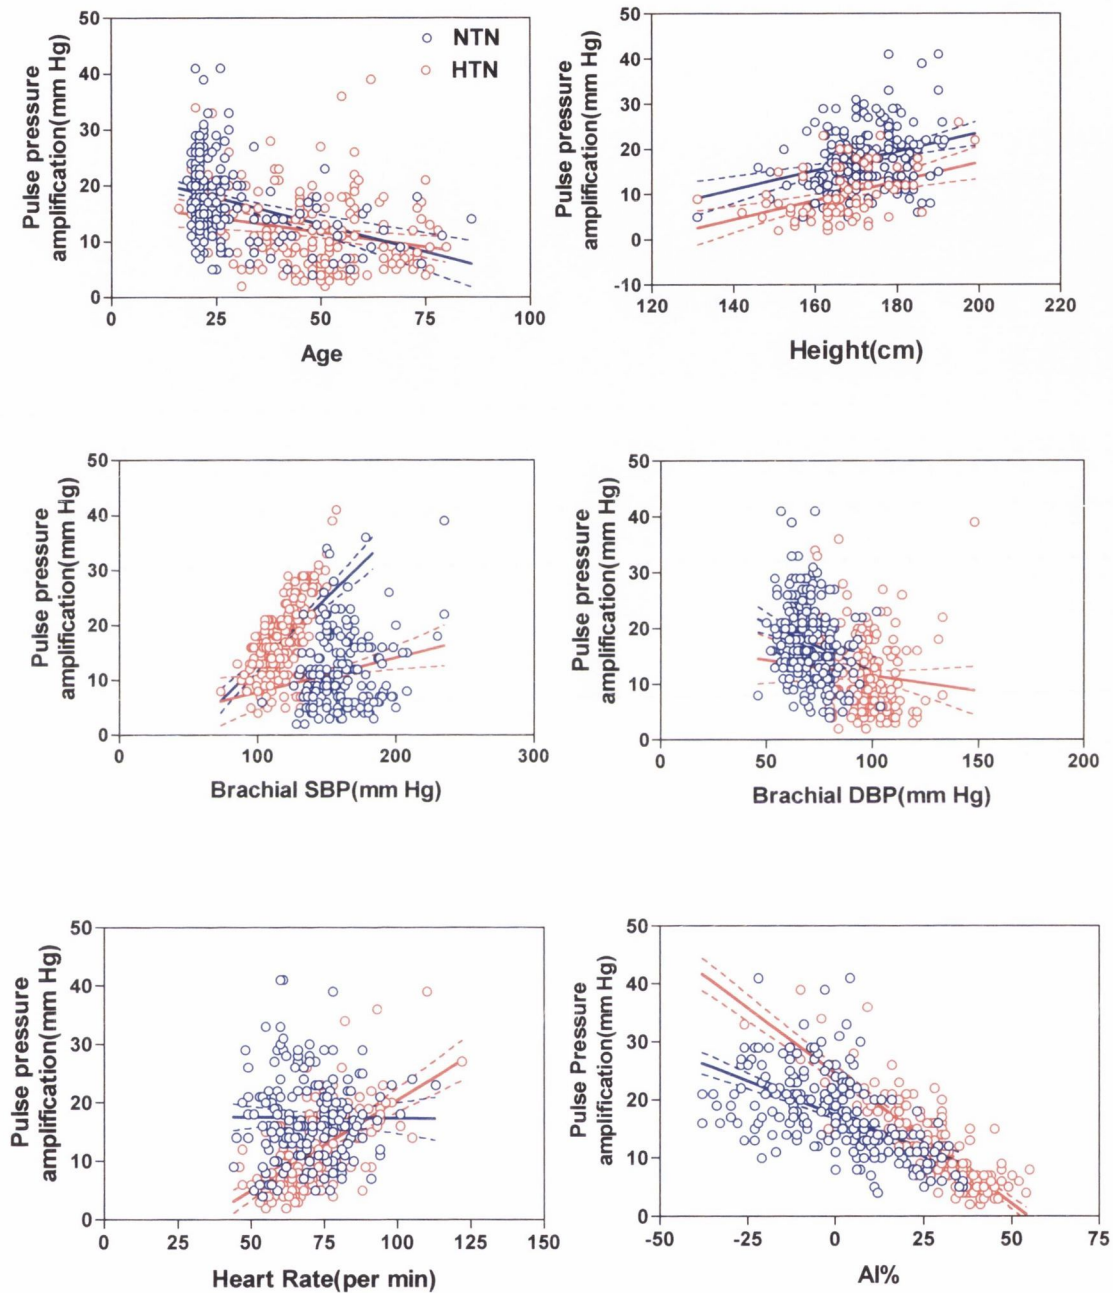 50
40
30
20
10
0
Pulse pressure
amplification(mm Hg)
NTN
HTN
0 25 50 75 100
Age
50
40
30
20
10
0
-10
Pulse pressure
amplification(mm Hg)
120 140 160 180 200 220
Height(cm)
50
40
30
20
10
0
Pulse pressure
amplification(mm Hg)
0 100 200 300
Brachial SBP(mm Hg)
50
40
30
20
10
0
Pulse pressure
amplification(mm Hg)
50 100 150 200
Brachial DBP(mm Hg)
50
40
30
20
10
0
Pulse pressure
amplification(mm Hg)
0 25 50 75 100 125 150
Heart Rate(per min)
50
40
30
20
10
0
Pulse Pressure
amplification(mm Hg)
-50 -25 0 25 50 75
AI%